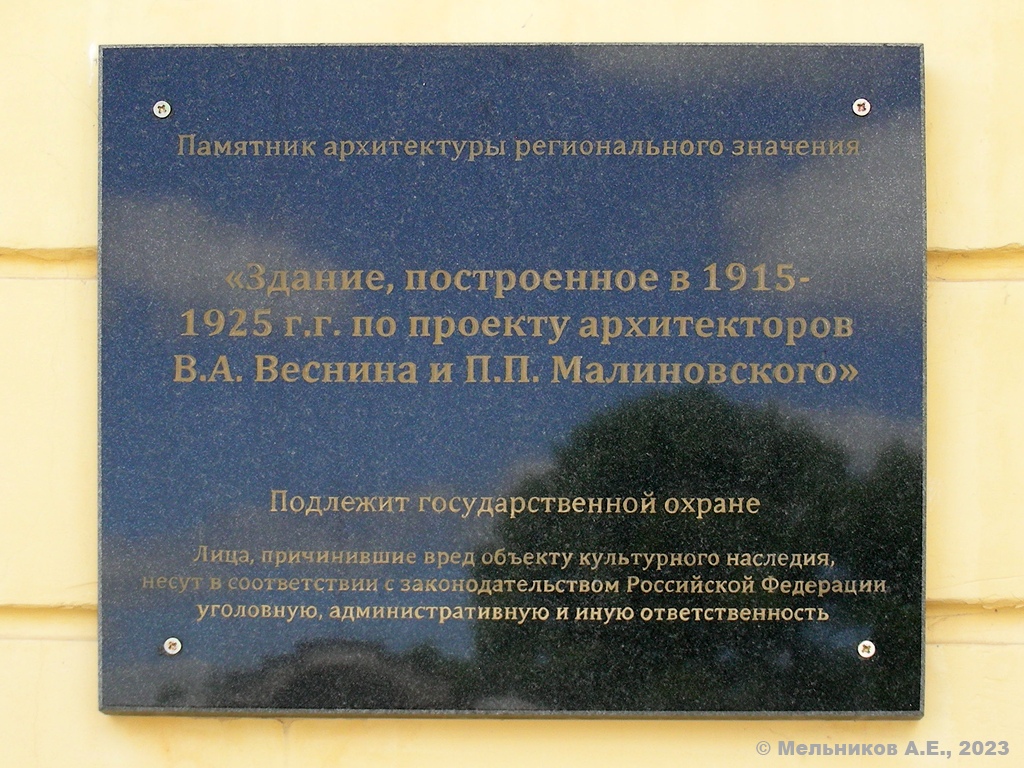 Памятник архитектуры регионального значения
«Здание, построенное в 1915-
1925 г.г. по проекту архитекторов
В.А. Веснина и П.П. Малиновского»
Подлежит государственной охране
Лица, причинившие вред объекту культурного наследия,
несут в соответствии с законодательством Российской Федерации
уголовную, административную и иную ответственность
© Мельников А.Е., 2023